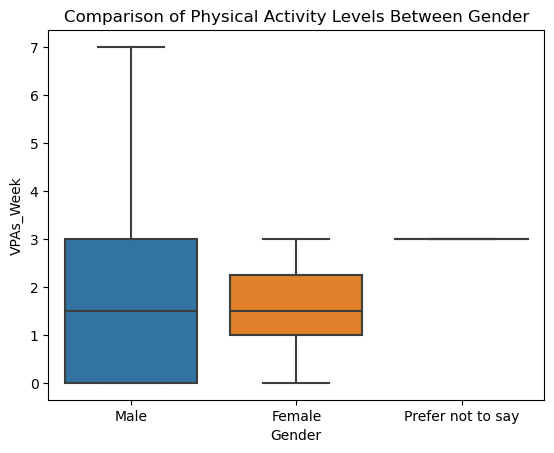 Comparison of Physical Activity Levels Between Gender
7
6
5
4
3
2
1
0
VPAs_Week
Male Female Prefer not to say
Gender